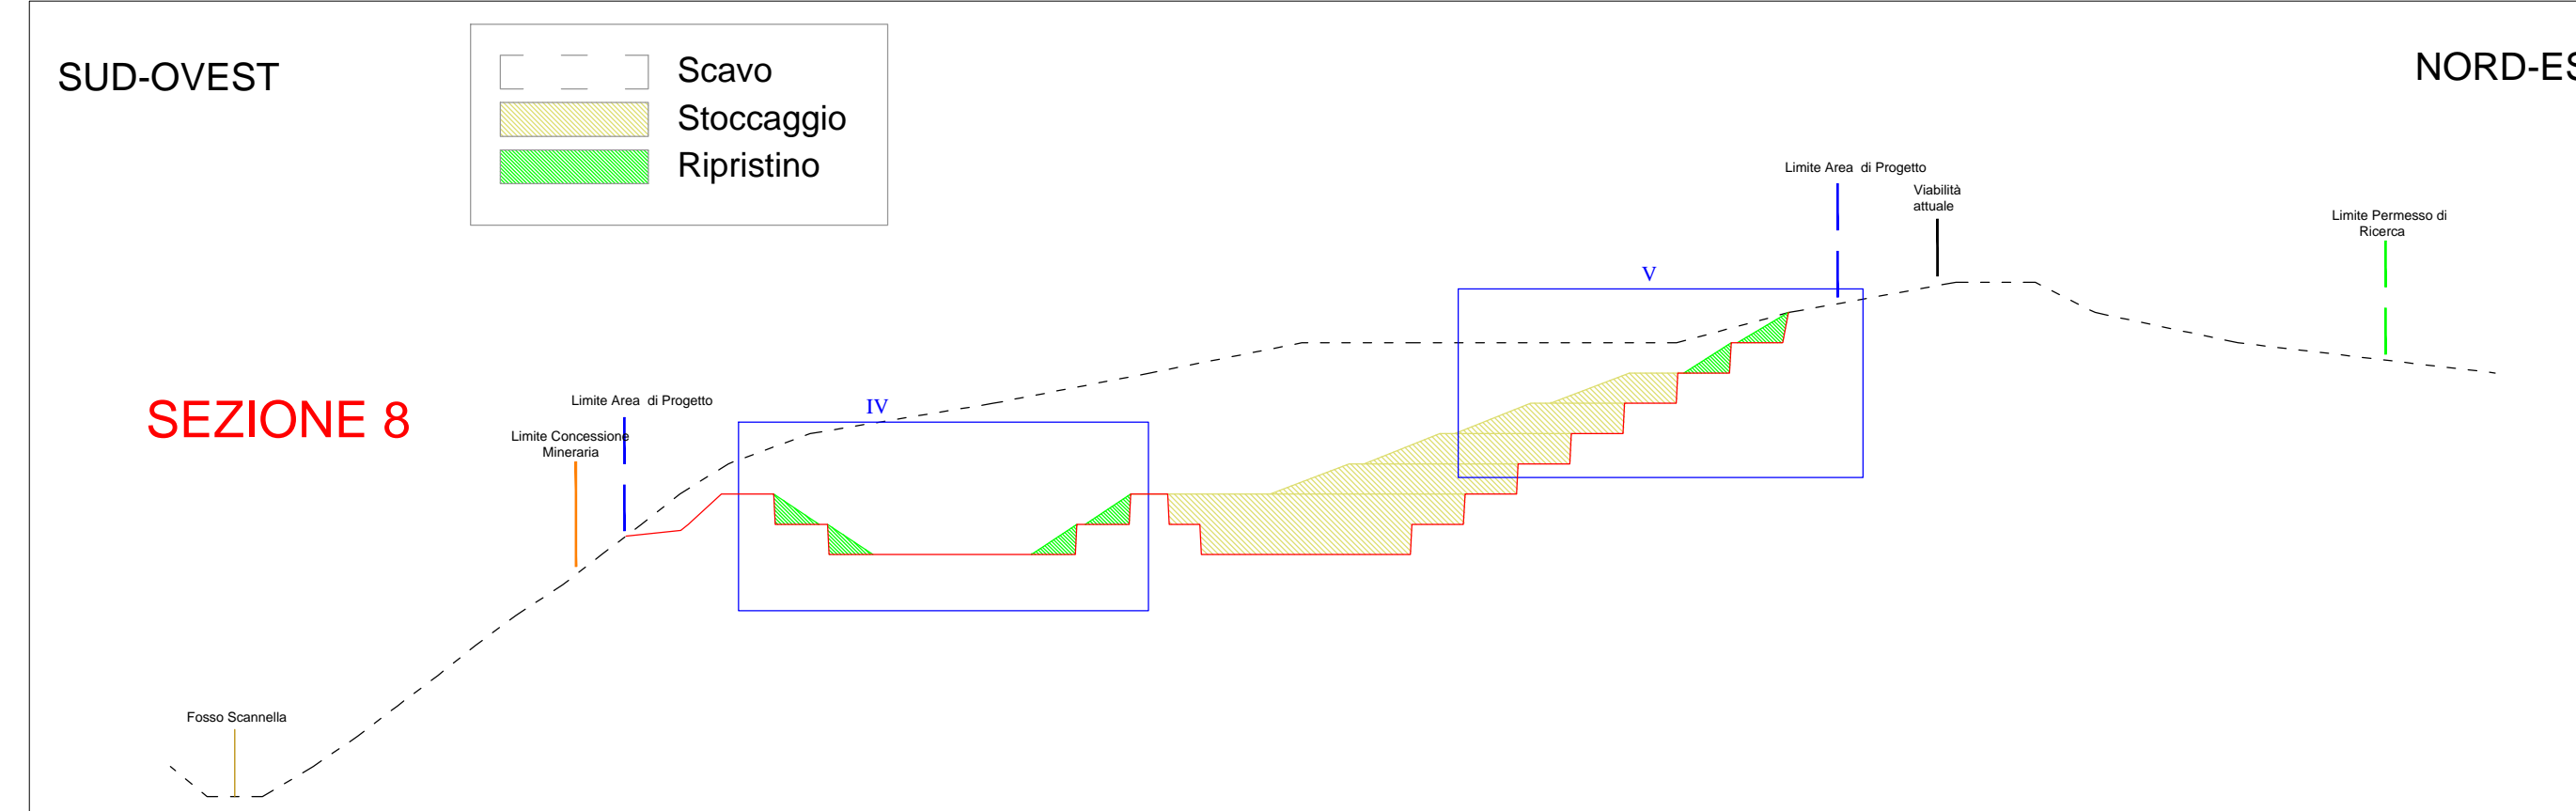 SUD-OVEST
Scavo
Stoccaggio
Ripristino
NORD-ES
Limite Area di Progetto
Viabilità
attuale
Limite Permesso di
Ricerca
V
SEZIONE 8
Limite Area di Progetto
IV
Limite Concessione
Mineraria
Fosso Scannella